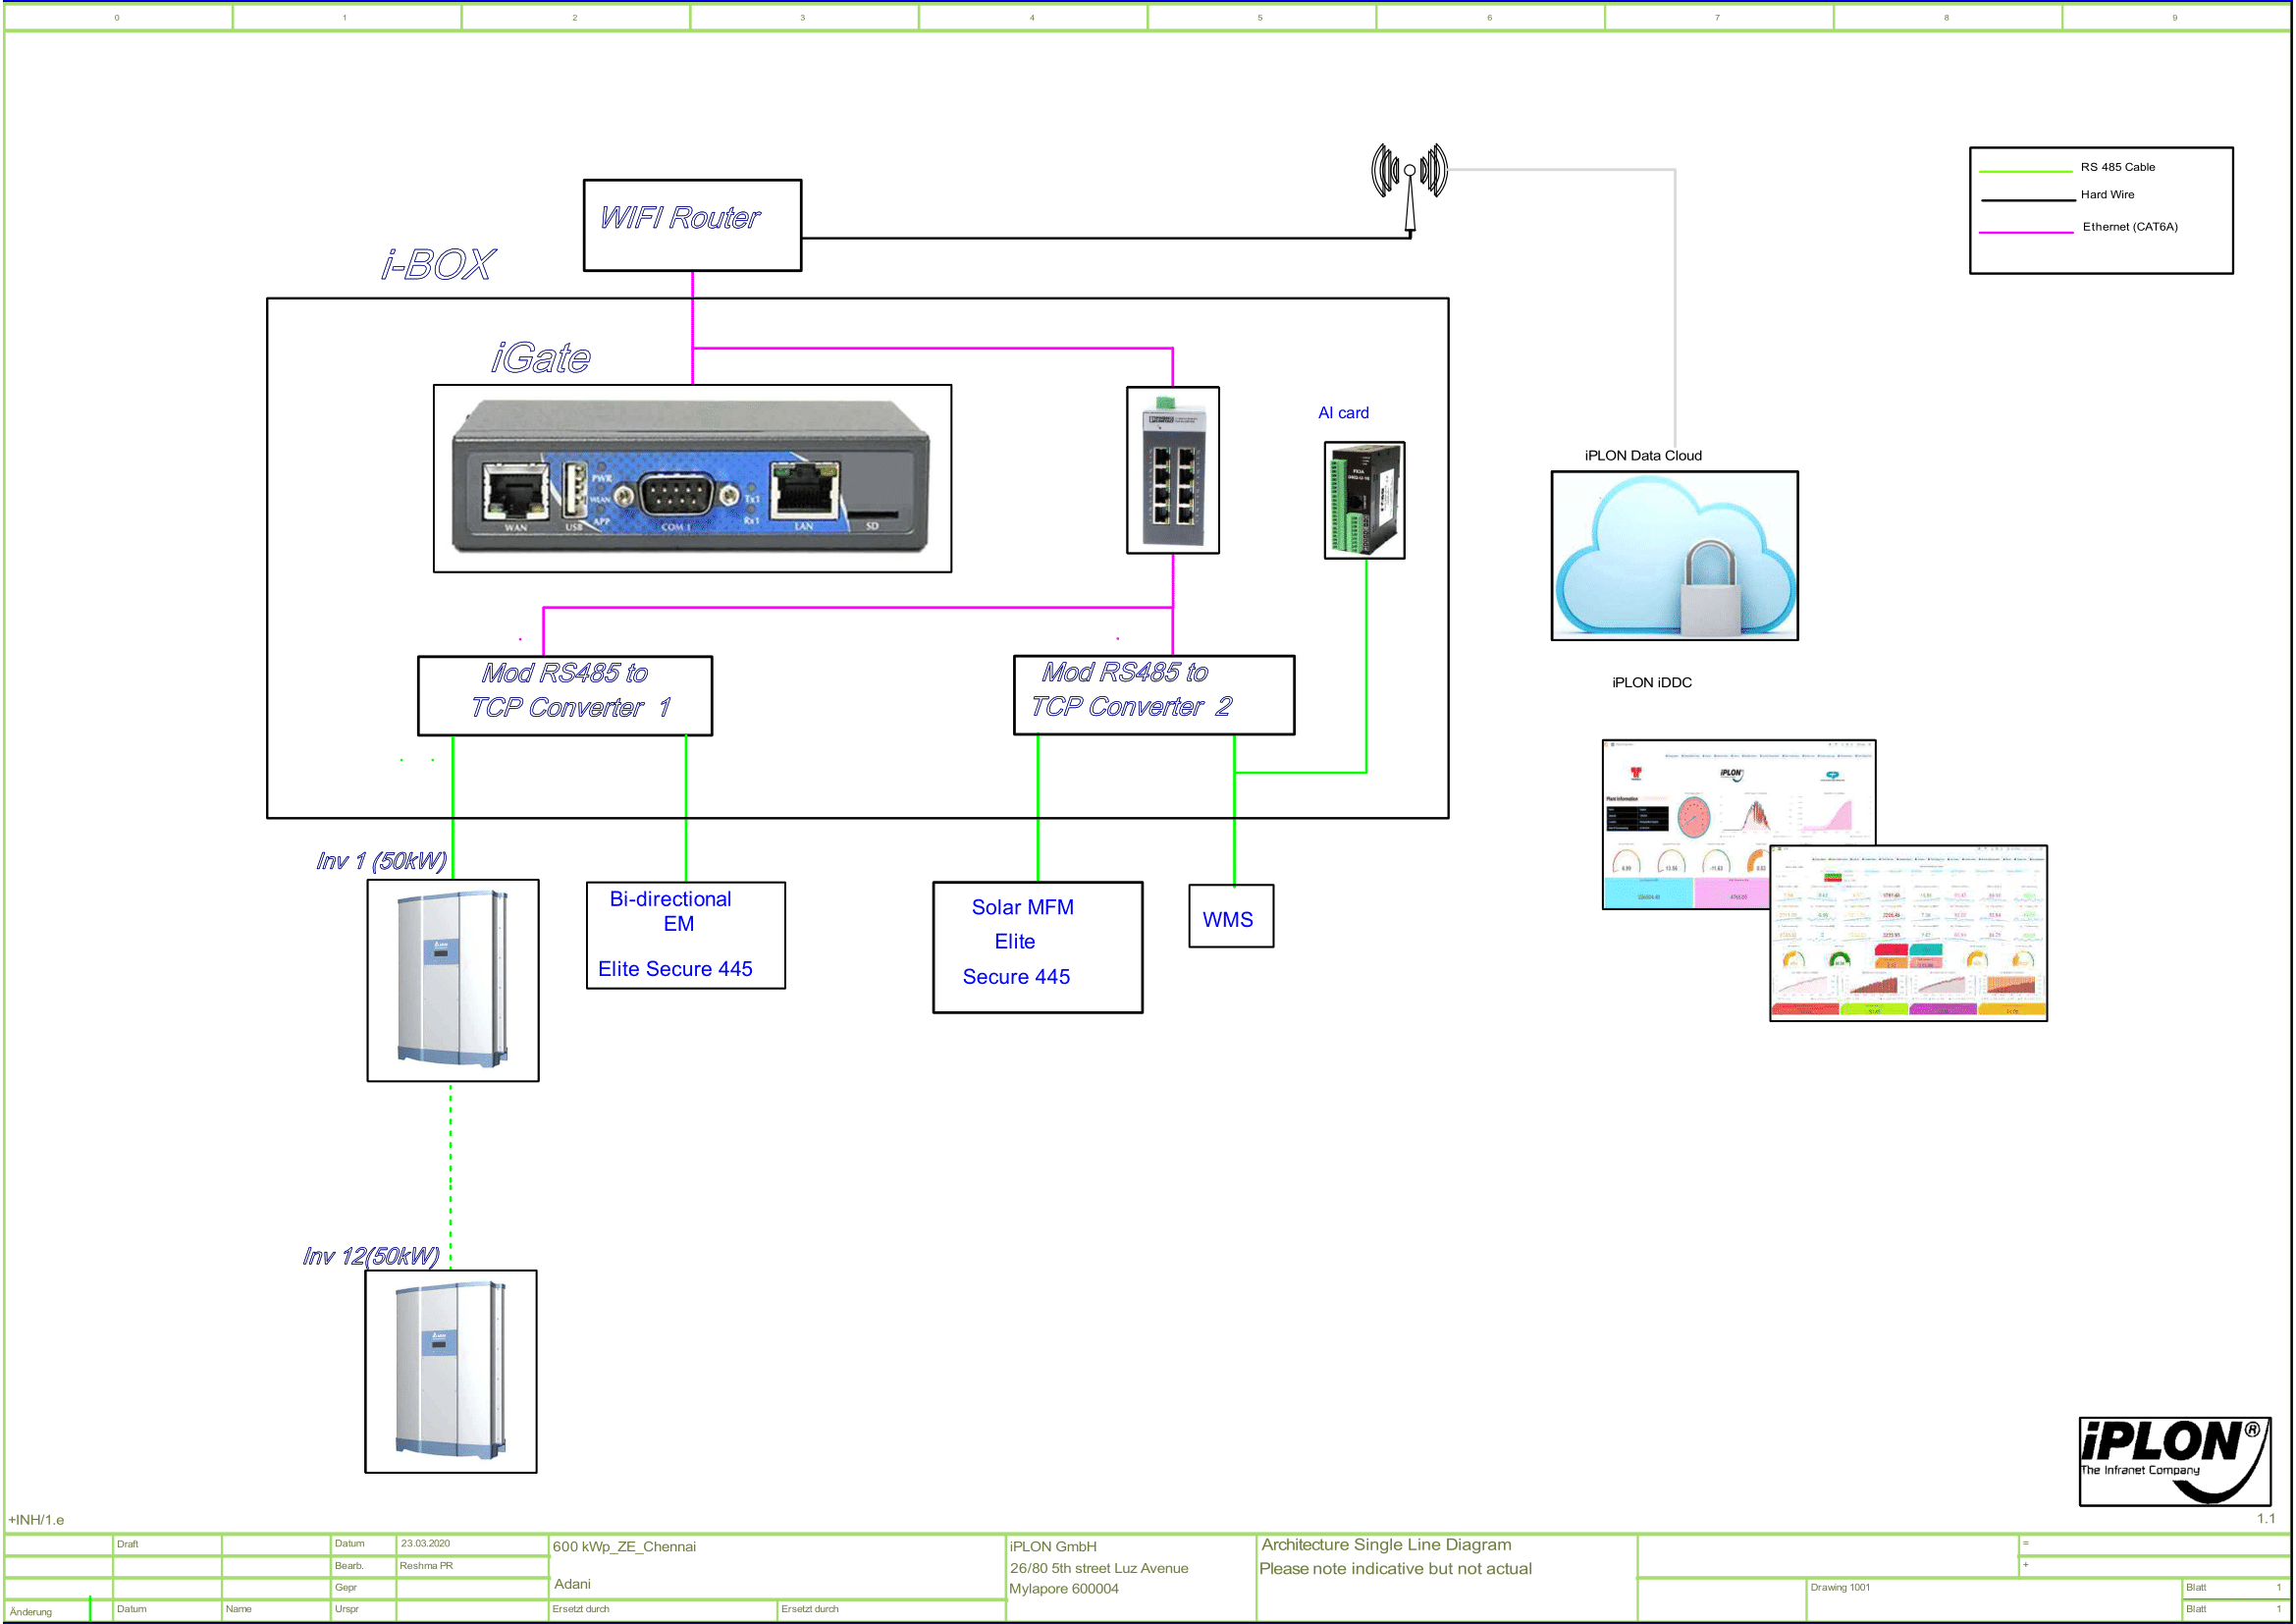 0 1 2 3 4 5 6 7 8 9
RS 485 Cable
Hard Wire
Ethernet (CAT6A)
WIFI Router
i-BOX
iGate
AI card
PWR
WLAN
APP
WAN
USB
COM 1
Tx1
Rx1
LAN
SD
iPLON Data Cloud
iPLON iDDC
Mod RS485 to
TCP Converter 1
Mod RS485 to
TCP Converter 2
iPLON
Plant Information
Inv 1 (50kW)
Bi-directional
EM
Elite Secure 445
Solar MFM
Elite
Secure 445
WMS
Inv 12(50kW)
iPLON®
The Infranet Company
+INH/1.e
1.1
Draft
Datum 23.03.2020
Bearb. Reshma PR
Gepr
Urspr
Änderung
Datum
Name
600 kWp_ZE_Chennai
Adani
Ersetzt durch
Ersetzt durch
iPLON GmbH
26/80 5th street Luz Avenue
Mylapore 600004
Architecture Single Line Diagram
Please note indicative but not actual
=
+
Drawing 1001
Blatt 1
Blatt 1